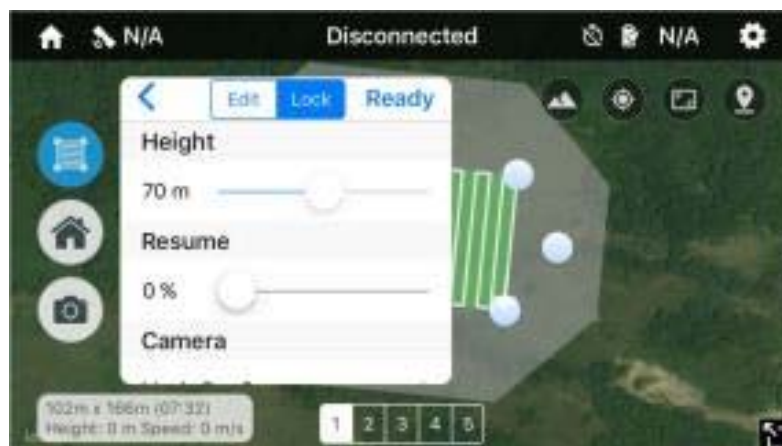 N/A Disconnected N/A
Edit Lock Ready
Height
70 m
Resume
0 %
Camera
102m x 166m (07:32)
Height: 0 m Speed: 0 m/s
1 2 3 4 5